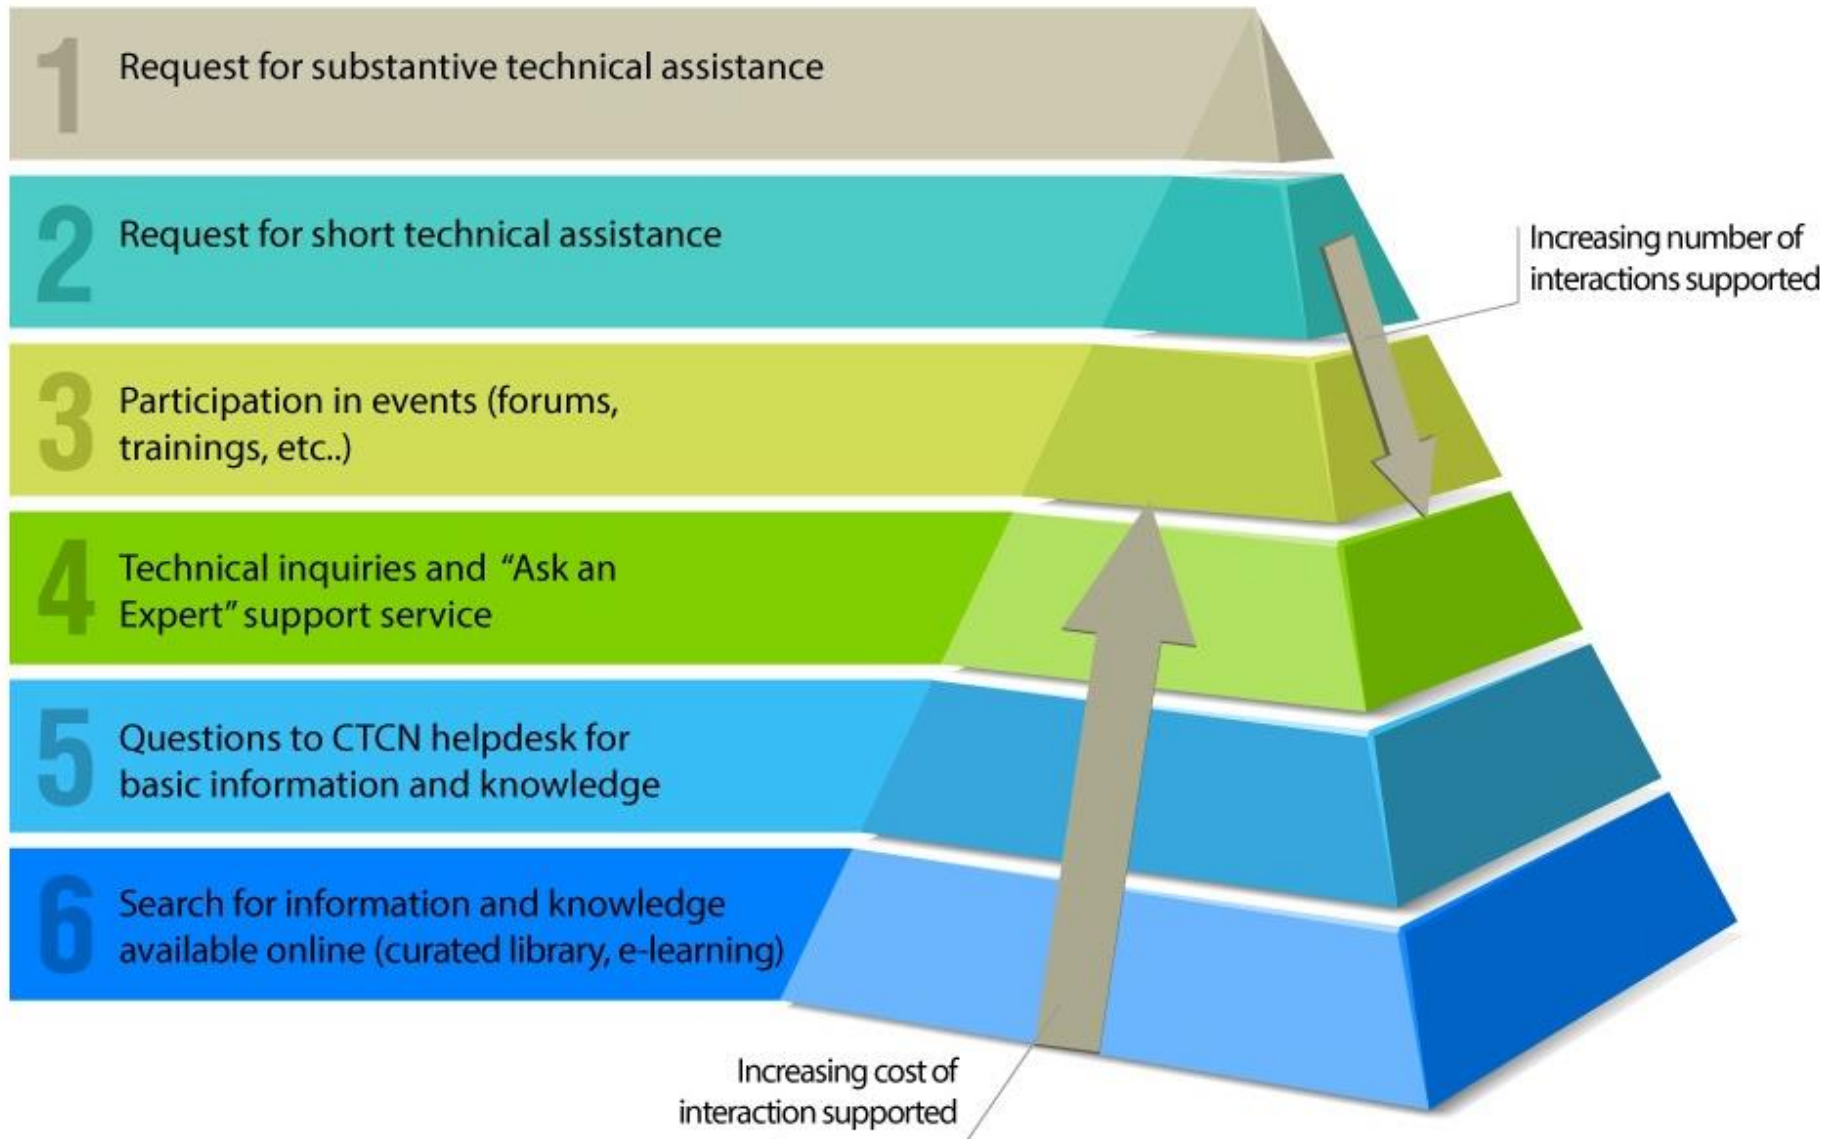 1
Request for substantive technical assistance
2
Request for short technical assistance
Increasing number of
interactions supported
3
Participation in events (forums,
trainings, etc..)
4
Technical inquiries and “Ask an
Expert” support service
5
Questions to CTCN helpdesk for
basic information and knowledge
6
Search for information and knowledge
available online (curated library, e-learning)
Increasing cost of
interaction supported